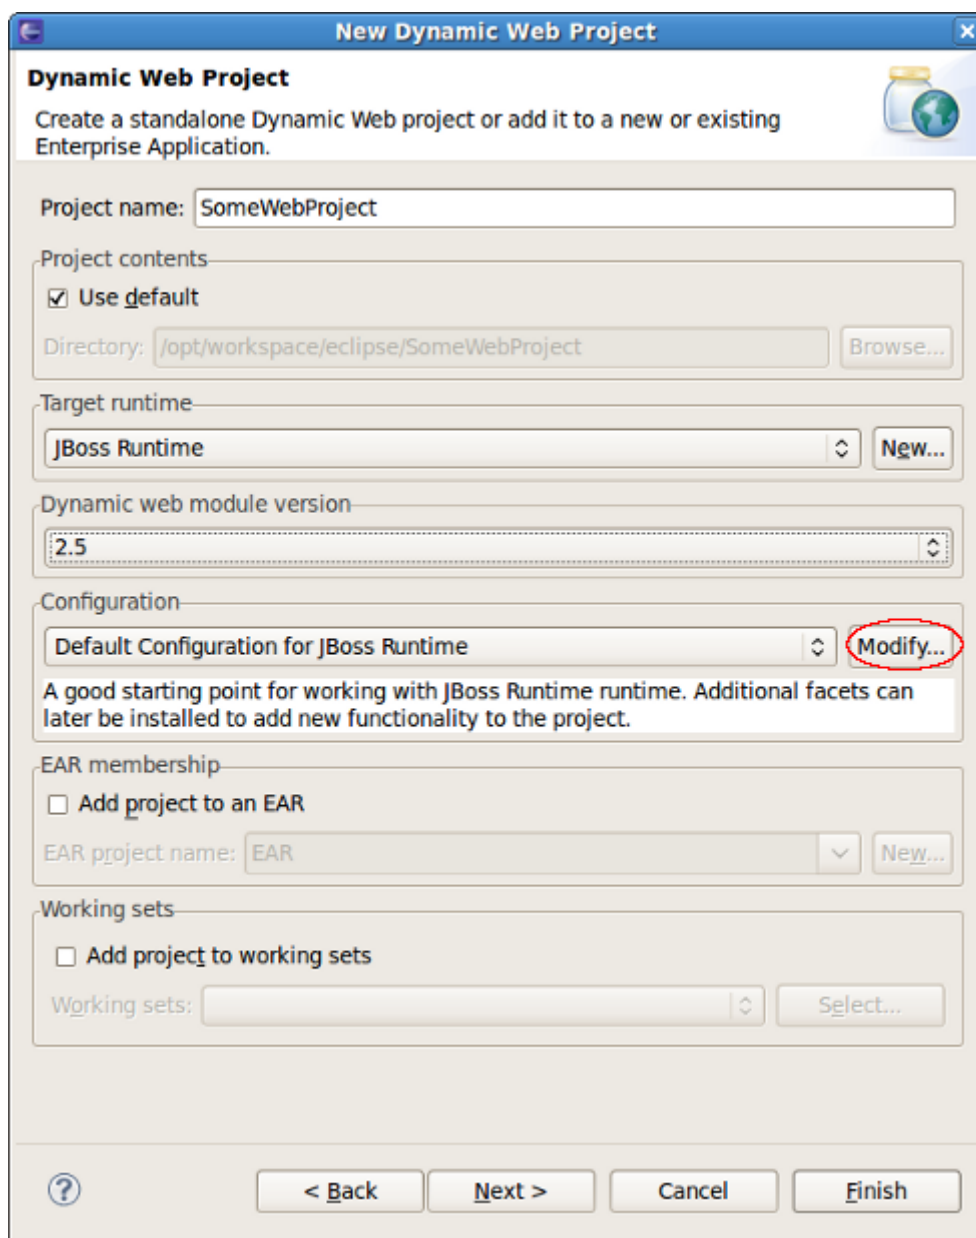 New Dynamic Web Project
Dynamic Web Project
Create a standalone Dynamic Web project or add it to a new or existing
Enterprise Application.
Project name: SomeWebProject
Project contents
Use default
Directory: /opt/workspace/eclipse/SomeWebProject Browse...
Target runtime
JBoss Runtime New...
Dynamic web module version
2.5
Configuration
Default Configuration for JBoss Runtime Modify...
A good starting point for working with JBoss Runtime runtime. Additional facets can
later be installed to add new functionality to the project.
EAR membership
Add project to an EAR
EAR project name: EAR New...
Working sets
Add project to working sets
Working sets: Select...
? < Back Next > Cancel Finish